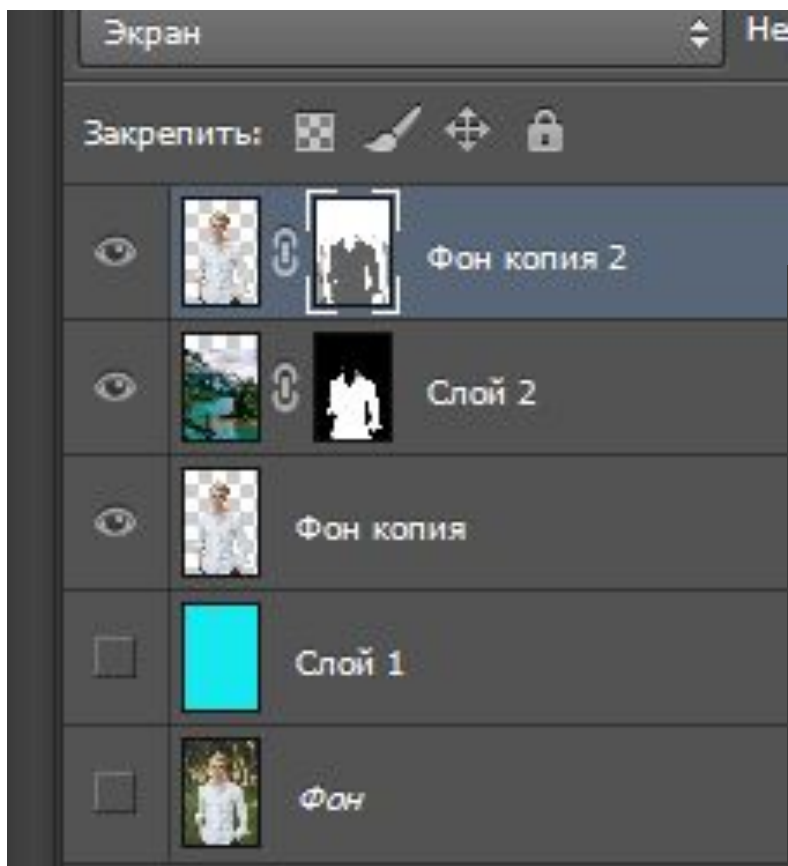 Экран
Не
Закрепить:
Фон копия 2
Слой 2
Фон копия
Слой 1
Фон